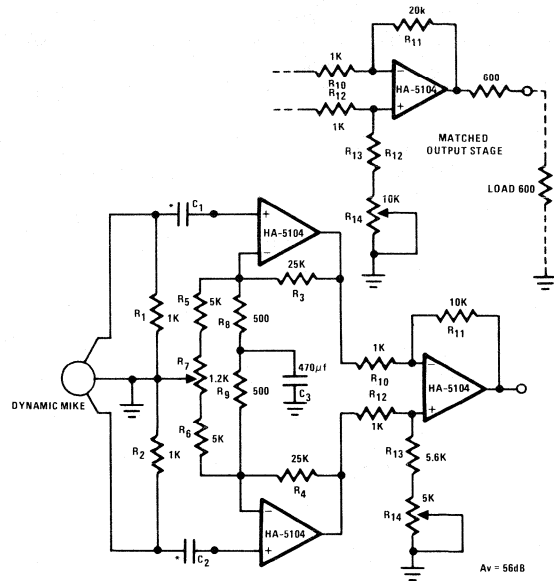 20k
R11
1K
R10
R12
1K
HA-5104
600
MATCHED
OUTPUT STAGE
R13
R12
10K
R14
LOAD 600
* C1
HA-5104
25K
R3
R5
5K
R8
500
R1
1K
R7
1.2K
R9
500
470µf
C3
DYNAMIC MIKE
R6
5K
R2
1K
25K
R4
HA-5104
* C2
10K
R11
1K
R10
R12
1K
HA-5104
R13
5.6K
5K
R14
Av = 56dB